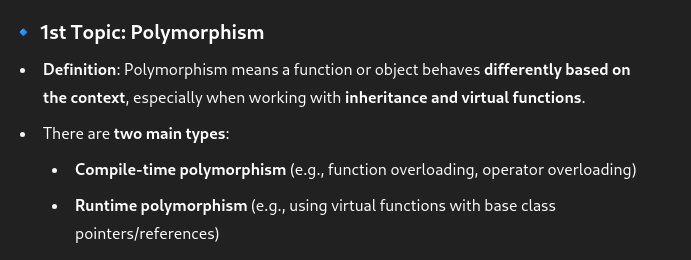 1st Topic: Polymorphism
Definition: Polymorphism means a function or object behaves differently based on
the context, especially when working with inheritance and virtual functions.
There are two main types:
Compile-time polymorphism (e.g., function overloading, operator overloading)
Runtime polymorphism (e.g., using virtual functions with base class
pointers/references)